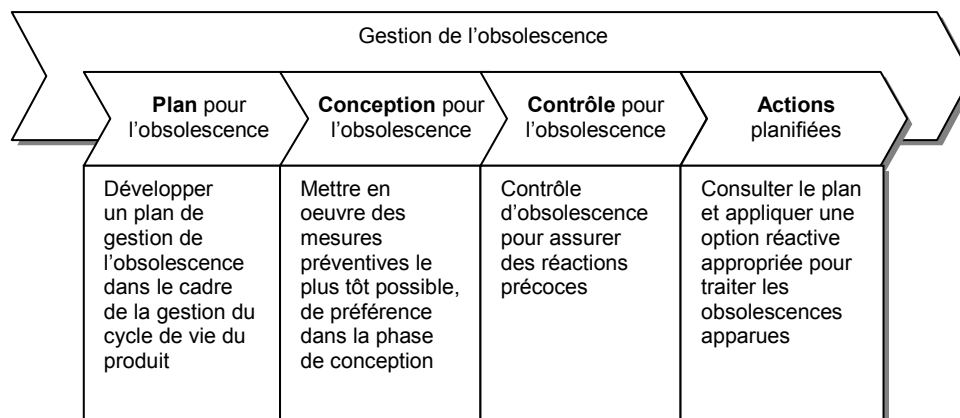 Gestion de l'obsolescence
Plan pour
l'obsolescence
Conception pour
l'obsolescence
Contrôle pour
l'obsolescence
Actions
planifiées
Développer
un plan de
gestion de
l'obsolescence
dans le cadre
de la gestion du
cycle de vie du
produit
Mettre en
oeuvre des
mesures
préventives le
plus tôt possible,
de préférence
dans la phase
de conception
Contrôle
d'obsolescence
pour assurer
des réactions
précoces
Consulter le plan
et appliquer une
option réactive
appropriée pour
traiter les
obsolescences
apparues